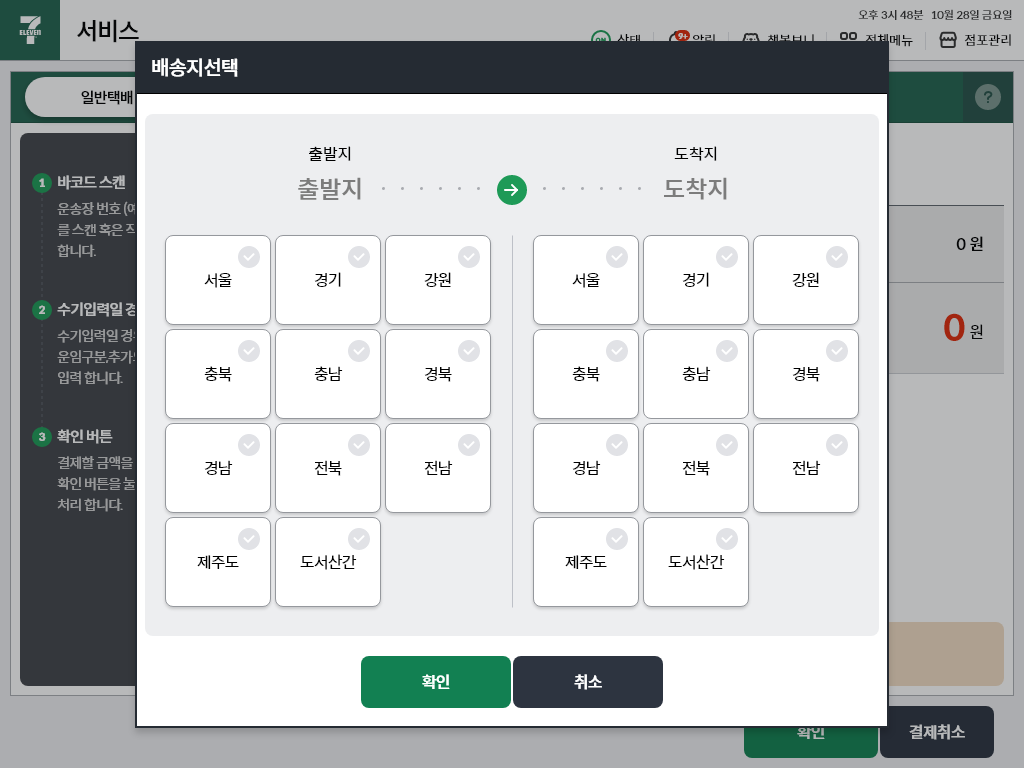 7
ELEVEN
서비스
오후 3시 48분 10월 28일 금요일
ON 상태
9+ 알림
챗봇보니
전체메뉴
점포관리
배송지선택
일반택배
?
출발지
출발지
도착지
도착지
서울
경기
강원
충북
충남
경북
경남
전북
전남
제주도
도서산간
서울
경기
강원
충북
충남
경북
경남
전북
전남
제주도
도서산간
확인
취소
1 바코드 스캔
운송장 번호
를 스캔 혹은
합니다.
2 수기입력일
수기입력일
운임구분,추가
입력 합니다.
3 확인 버튼
결제할 금액을
확인 버튼을
처리 합니다.
0 원
0 원
확인
결제취소